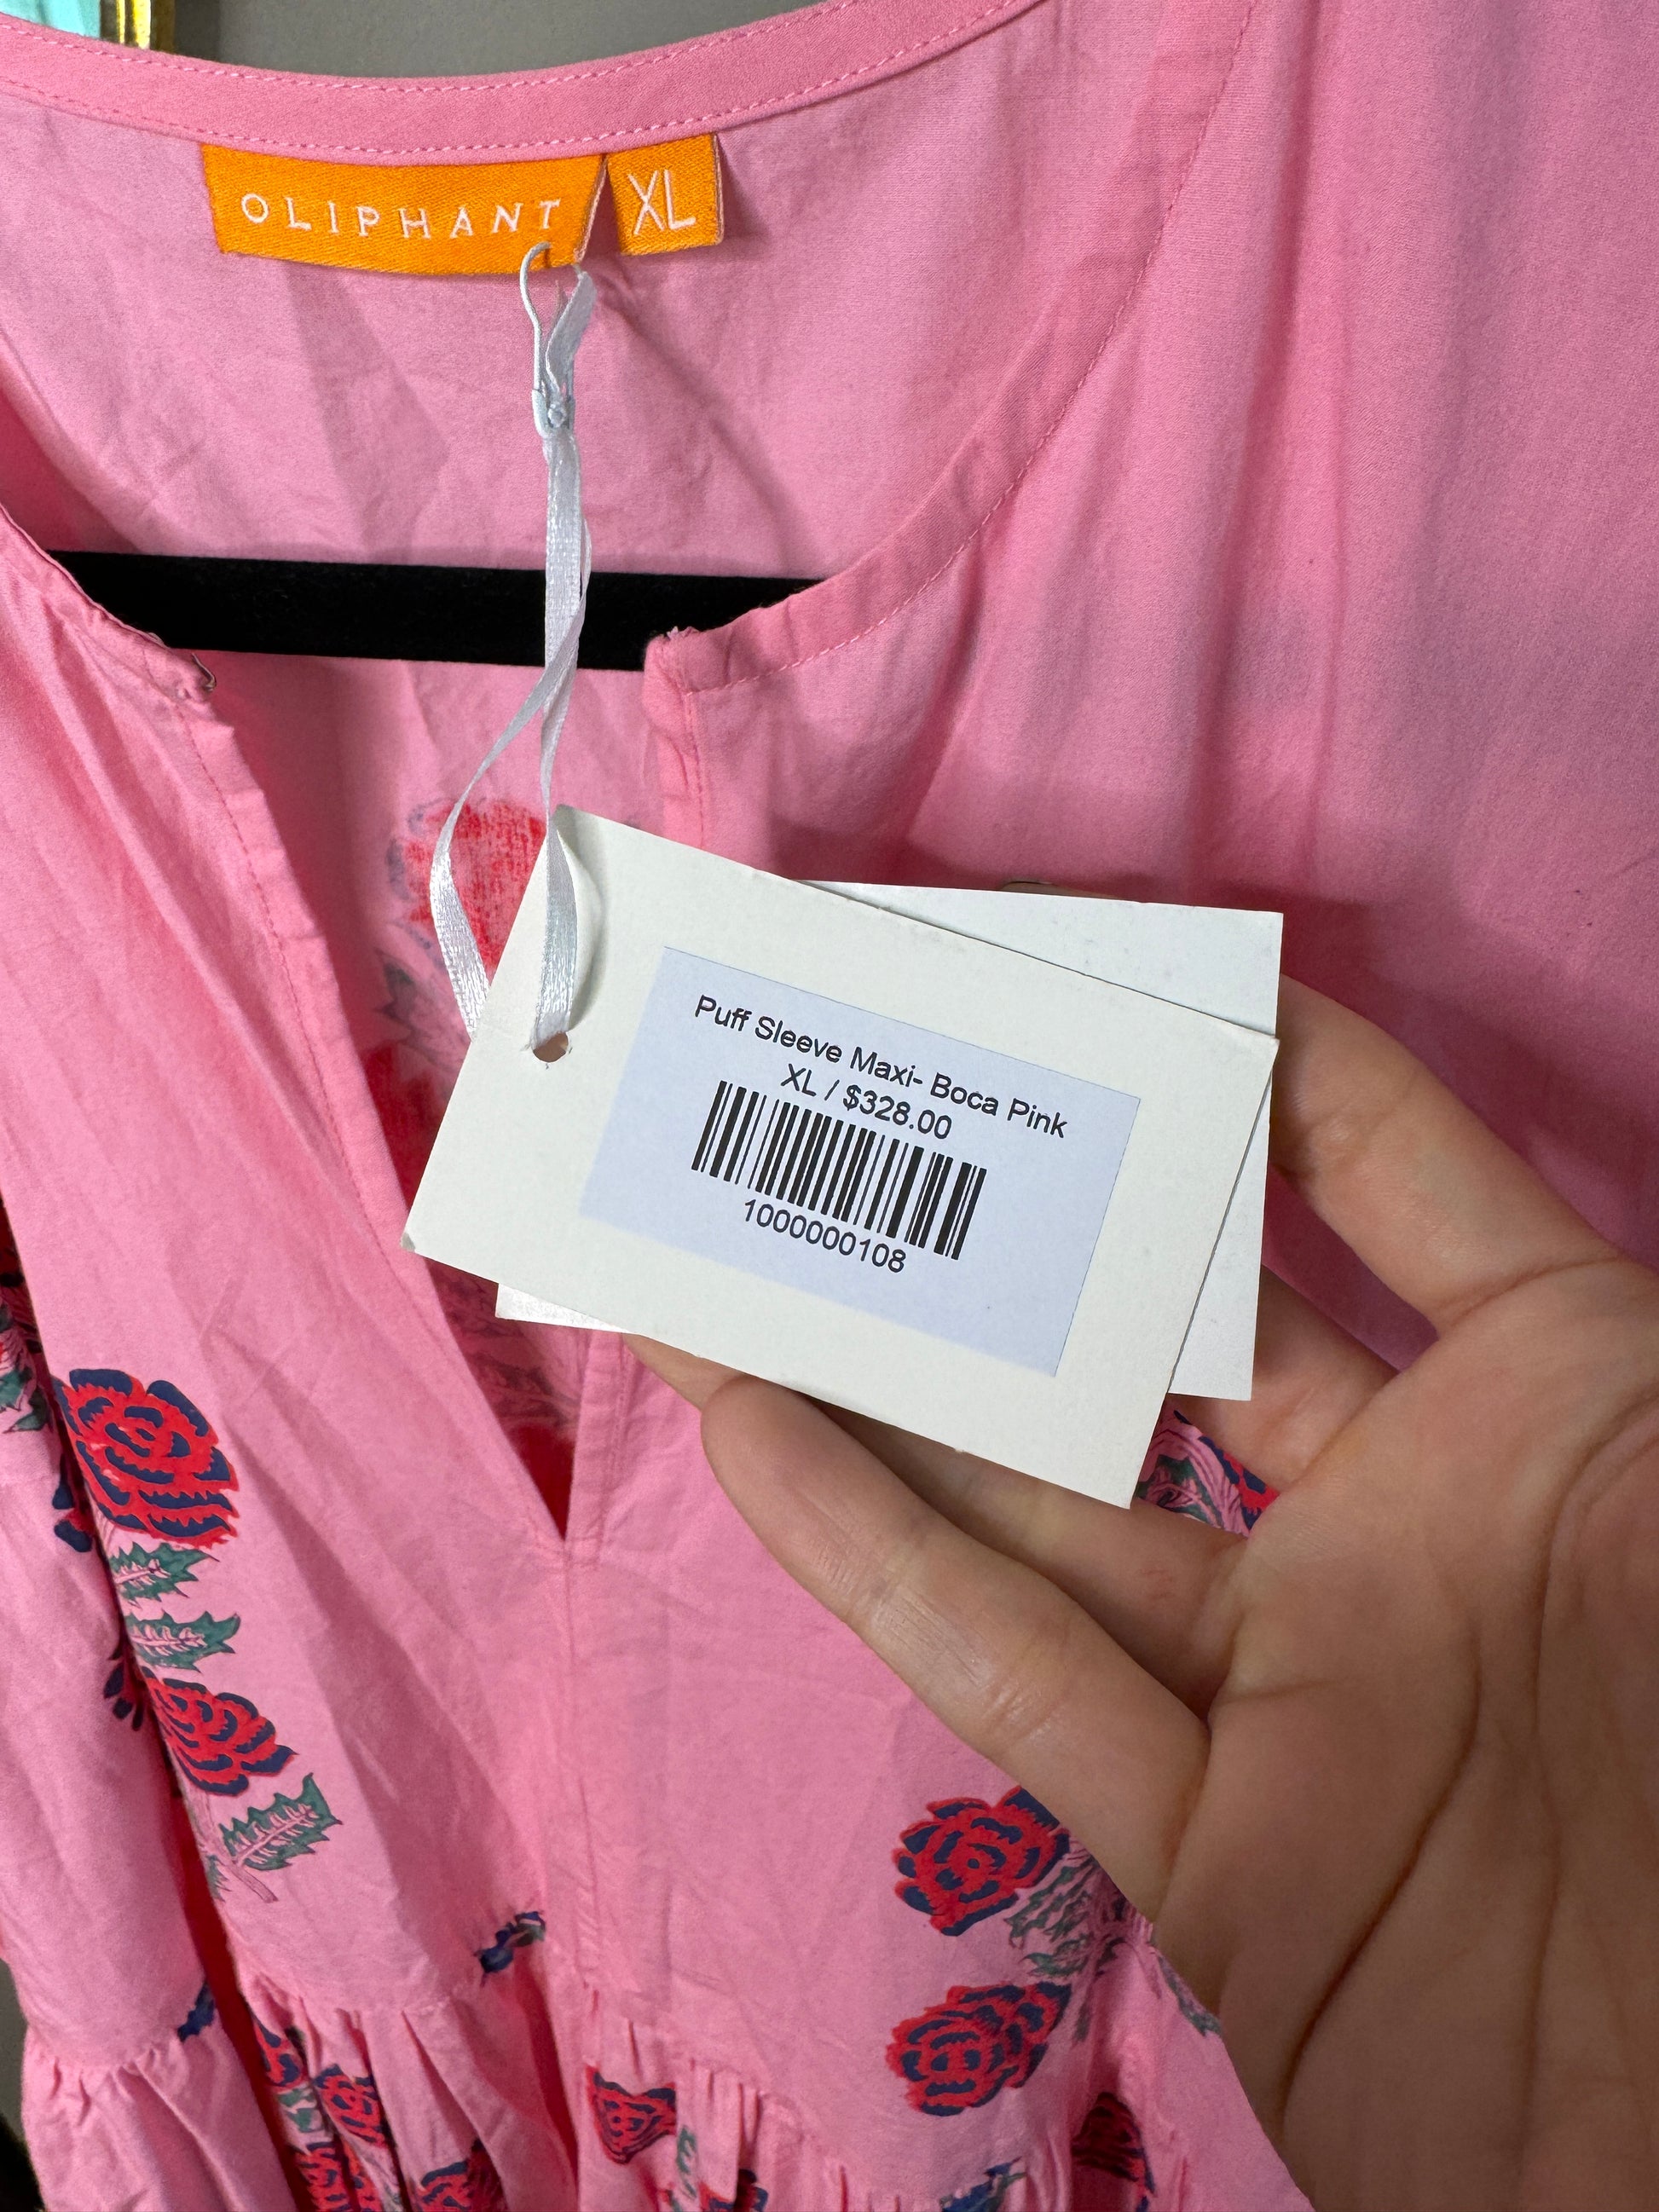 OLIPHANT
XL
Puff Sleeve Maxi- Boca Pink
XL / $328.00
1000000108